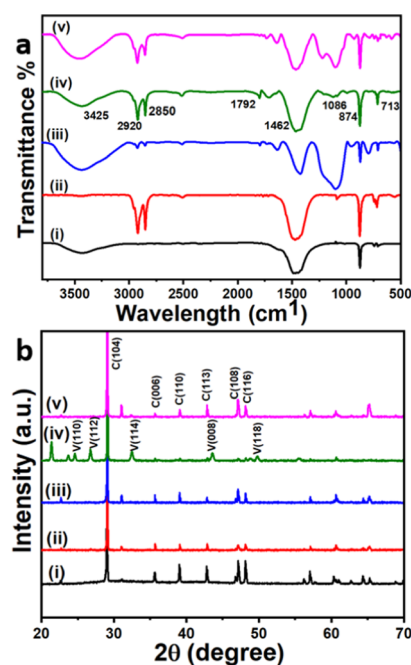 a
(v)
(iv)
3425
2920
2850
1792
1462
1086
874
713
(iii)
(ii)
(i)
Transmittance %
3500 3000 2500 2000 1500 1000 500
Wavelength (cm¹)
b
C(104)
C(006)
C(110)
C(113)
C(108)
C(116)
(v)
(iv)
V(110)
V(112)
V(114)
V(008)
V(118)
(iii)
(ii)
(i)
Intensity (a.u.)
20 30 40 50 60 70
2θ (degree)